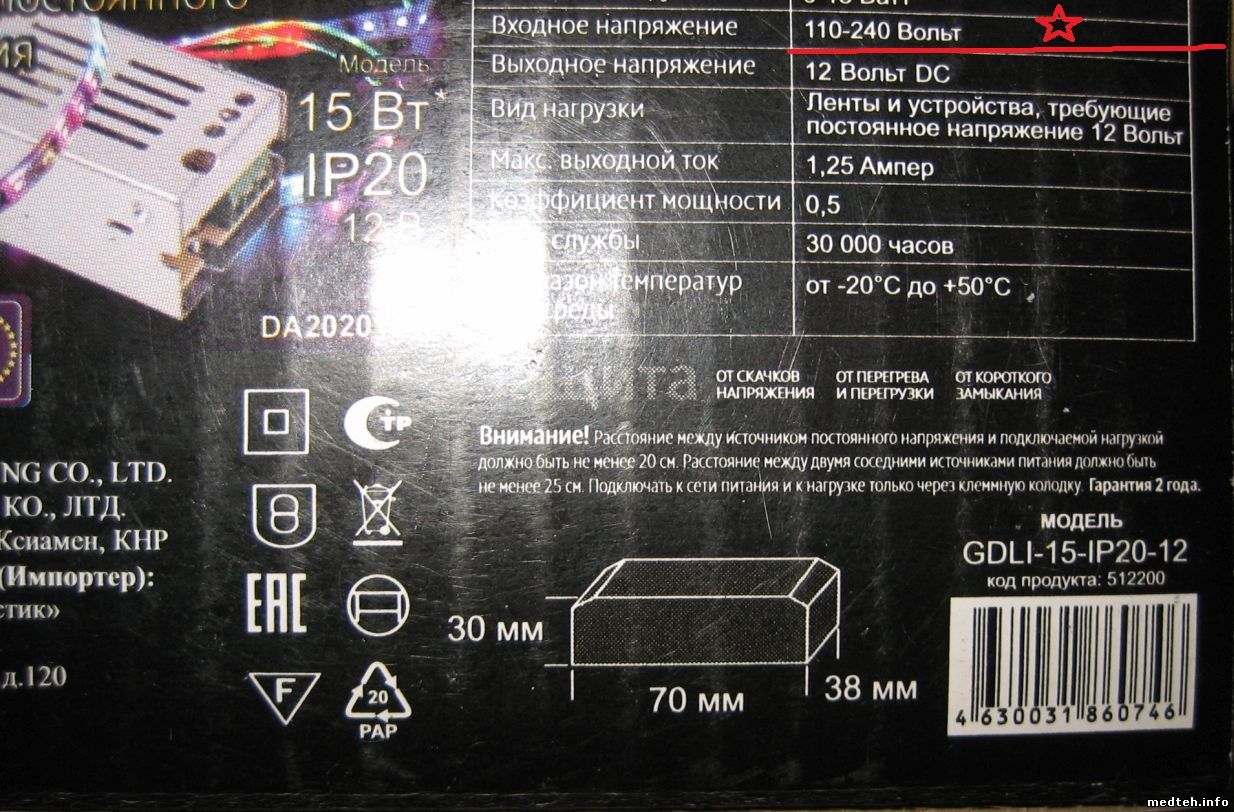 ПОСТОЯННОГО
ИЯ
Модель
15 Вт*
IP20
12 В
DA2020
Входное напряжение 110-240 Вольт
Выходное напряжение 12 Вольт DC
Вид нагрузки Ленты и устройства, требующие
постоянное напряжение 12 Вольт
Макс. выходной ток 1,25 Ампер
Коэффициент мощности 0,5
службы 30 000 часов
температур от -20°С до +50°С
ОТ СКАЧКОВ
НАПРЯЖЕНИЯ
ОТ ПЕРЕГРЕВА
И ПЕРЕГРУЗКИ
ОТ КОРОТКОГО
ЗАМЫКАНИЯ
Внимание! Расстояние между источником постоянного напряжения и подключаемой нагрузкой
должно быть не менее 20 см. Расстояние между двумя соседними источниками питания должно быть
не менее 25 см. Подключать к сети питания и к нагрузке только через клеммную колодку. Гарантия 2 года.
NG CO., LTD.
КО., ЛТД.
Ксиамен, КНР
(Импортер):
стик»
д.120
тр
ЕАС
F
20
PAP
30 мм
70 мм
38 мм
МОДЕЛЬ
GDLI-15-IP20-12
код продукта: 512200
4 630031 860746
medteh.info